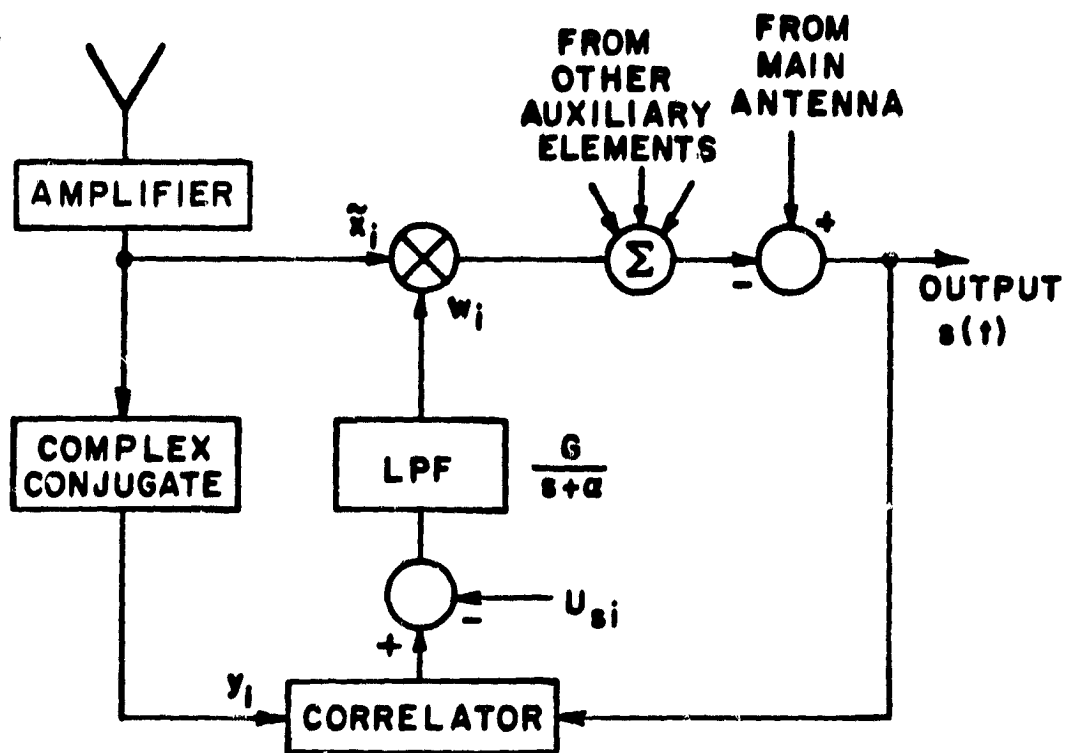 FROM
OTHER
AUXILIARY
ELEMENTS
FROM
MAIN
ANTENNA
AMPLIFIER
x̃ᵢ
wᵢ
Σ
+
-
OUTPUT
s(t)
COMPLEX
CONJUGATE
LPF
G
s+α
+
-
Uₛᵢ
yᵢ
CORRELATOR